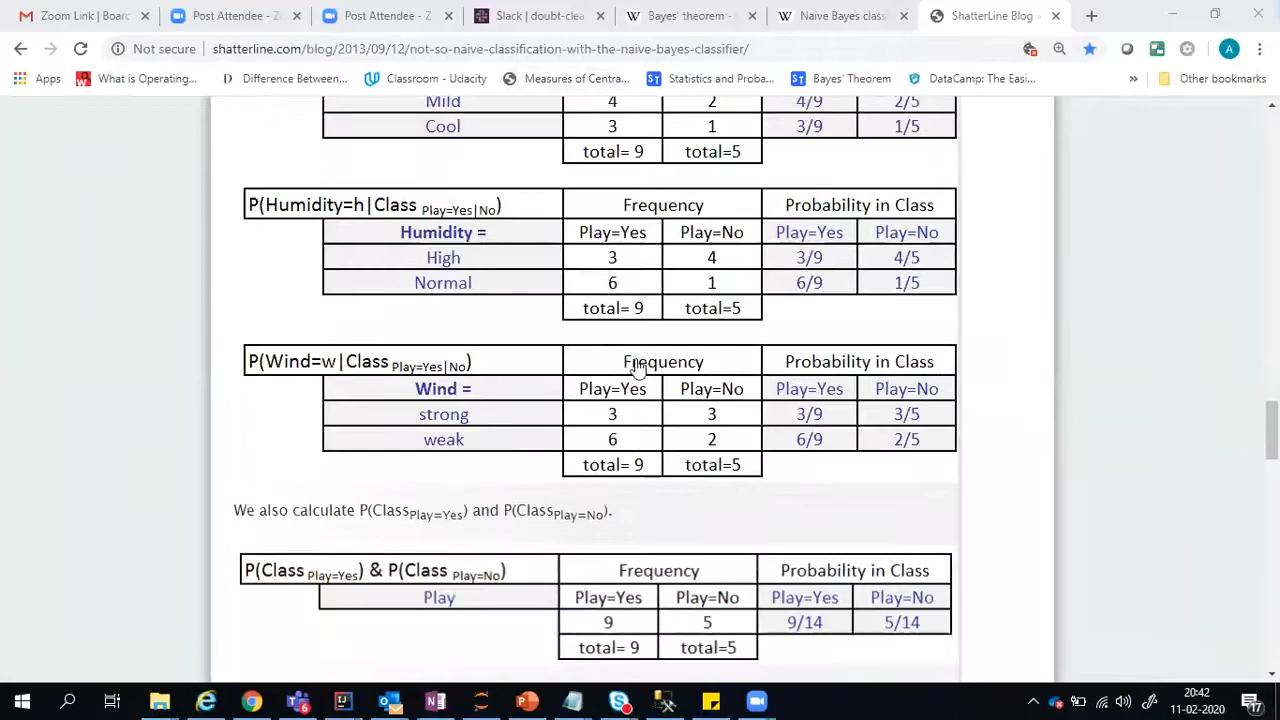 Zoom Link | Board
PostAttendee - Z
Post Attendee - Z
Slack | doubt-clea
Bayes' theorem -
Naive Bayes class
ShatterLine Blog »
Not secure
shatterline.com/blog/2013/09/12/not-so-naive-classification-with-the-naive-bayes-classifier/
A
Apps
What is Operating...
Difference Between...
Classroom - Udacity
Measures of Centra...
Statistics and Proba...
Bayes' Theorem
DataCamp: The Easi...
»
Other bookmarks
Mild 4 2 4/9 2/5
Cool 3 1 3/9 1/5
total= 9 total=5
P(Humidity=h|Class Play=Yes|No) Frequency Probability in Class
Humidity = Play=Yes Play=No Play=Yes Play=No
High 3 4 3/9 4/5
Normal 6 1 6/9 1/5
total= 9 total=5
P(Wind=w|Class Play=Yes|No) Frequency Probability in Class
Wind = Play=Yes Play=No Play=Yes Play=No
strong 3 3 3/9 3/5
weak 6 2 6/9 2/5
total= 9 total=5
We also calculate P(ClassPlay=Yes) and P(ClassPlay=No).
P(Class Play=Yes) & P(Class Play=No) Frequency Probability in Class
Play Play=Yes Play=No Play=Yes Play=No
9 5 9/14 5/14
total= 9 total=5
20:42
11-02-2020
17